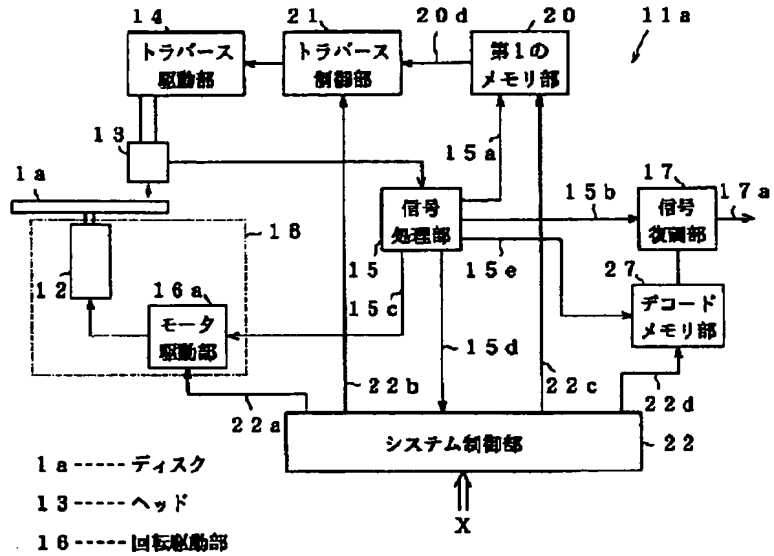 14
21
20d
20
11a
トラバース
駆動部
トラバース
制御部
第1の
メモリ部
13
15a
1a
15b
17
17a
信号
処理部
信号
復調部
18
15
15e
27
12
16a
15c
デコード
メモリ部
モータ
駆動部
15d
22a
22b
22c
22d
システム制御部
22
1a-----ディスク
13-----ヘッド
X
16-----回転駆動部